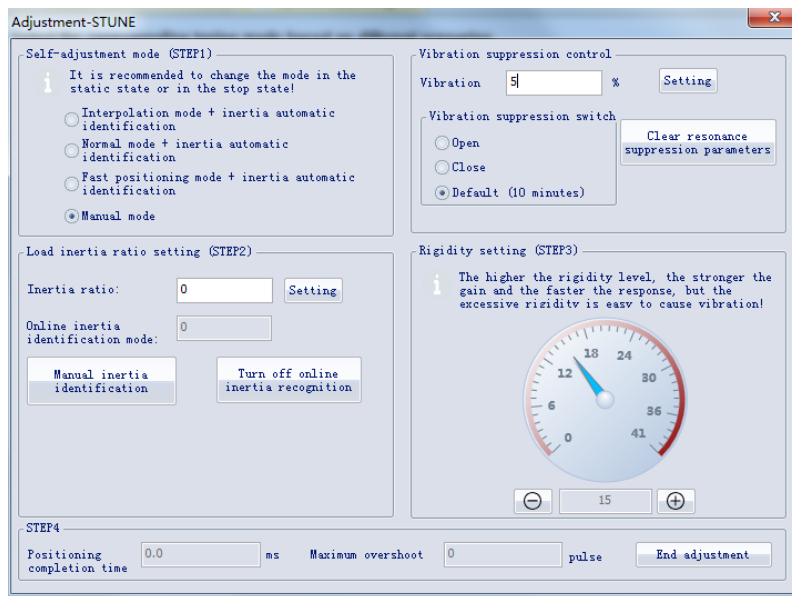 Adjustment-STUNE
Self-adjustment mode (STEP1)
It is recommended to change the mode in the
static state or in the stop state!
Interpolation mode + inertia automatic
identification
Normal mode + inertia automatic
identification
Fast positioning mode + inertia automatic
identification
Manual mode
Vibration suppression control
Vibration 5 % Setting
Vibration suppression switch
Open
Close
Default (10 minutes)
Clear resonance
suppression parameters
Load inertia ratio setting (STEP2)
Inertia ratio: 0 Setting
Online inertia
identification mode: 0
Manual inertia
identification
Turn off online
inertia recognition
Rigidity setting (STEP3)
The higher the rigidity level, the stronger the
gain and the faster the response, but the
excessive rigidity is easy to cause vibration!
0
6
12
18
24
30
36
41
15
STEP4
Positioning
completion time 0.0 ms
Maximum overshoot 0 pulse
End adjustment